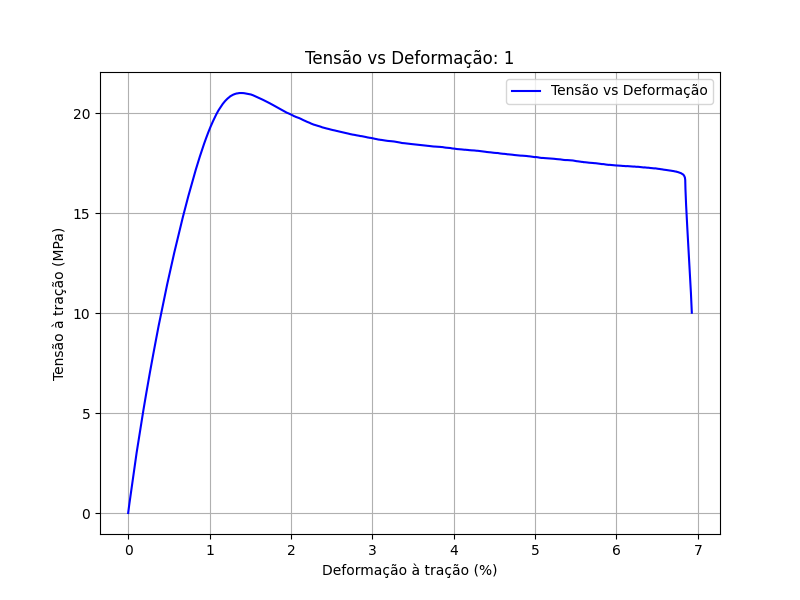 Tensão vs Deformação: 1
Tensão vs Deformação
Tensão à tração (MPa)
20
15
10
5
0
0 1 2 3 4 5 6 7
Deformação à tração (%)